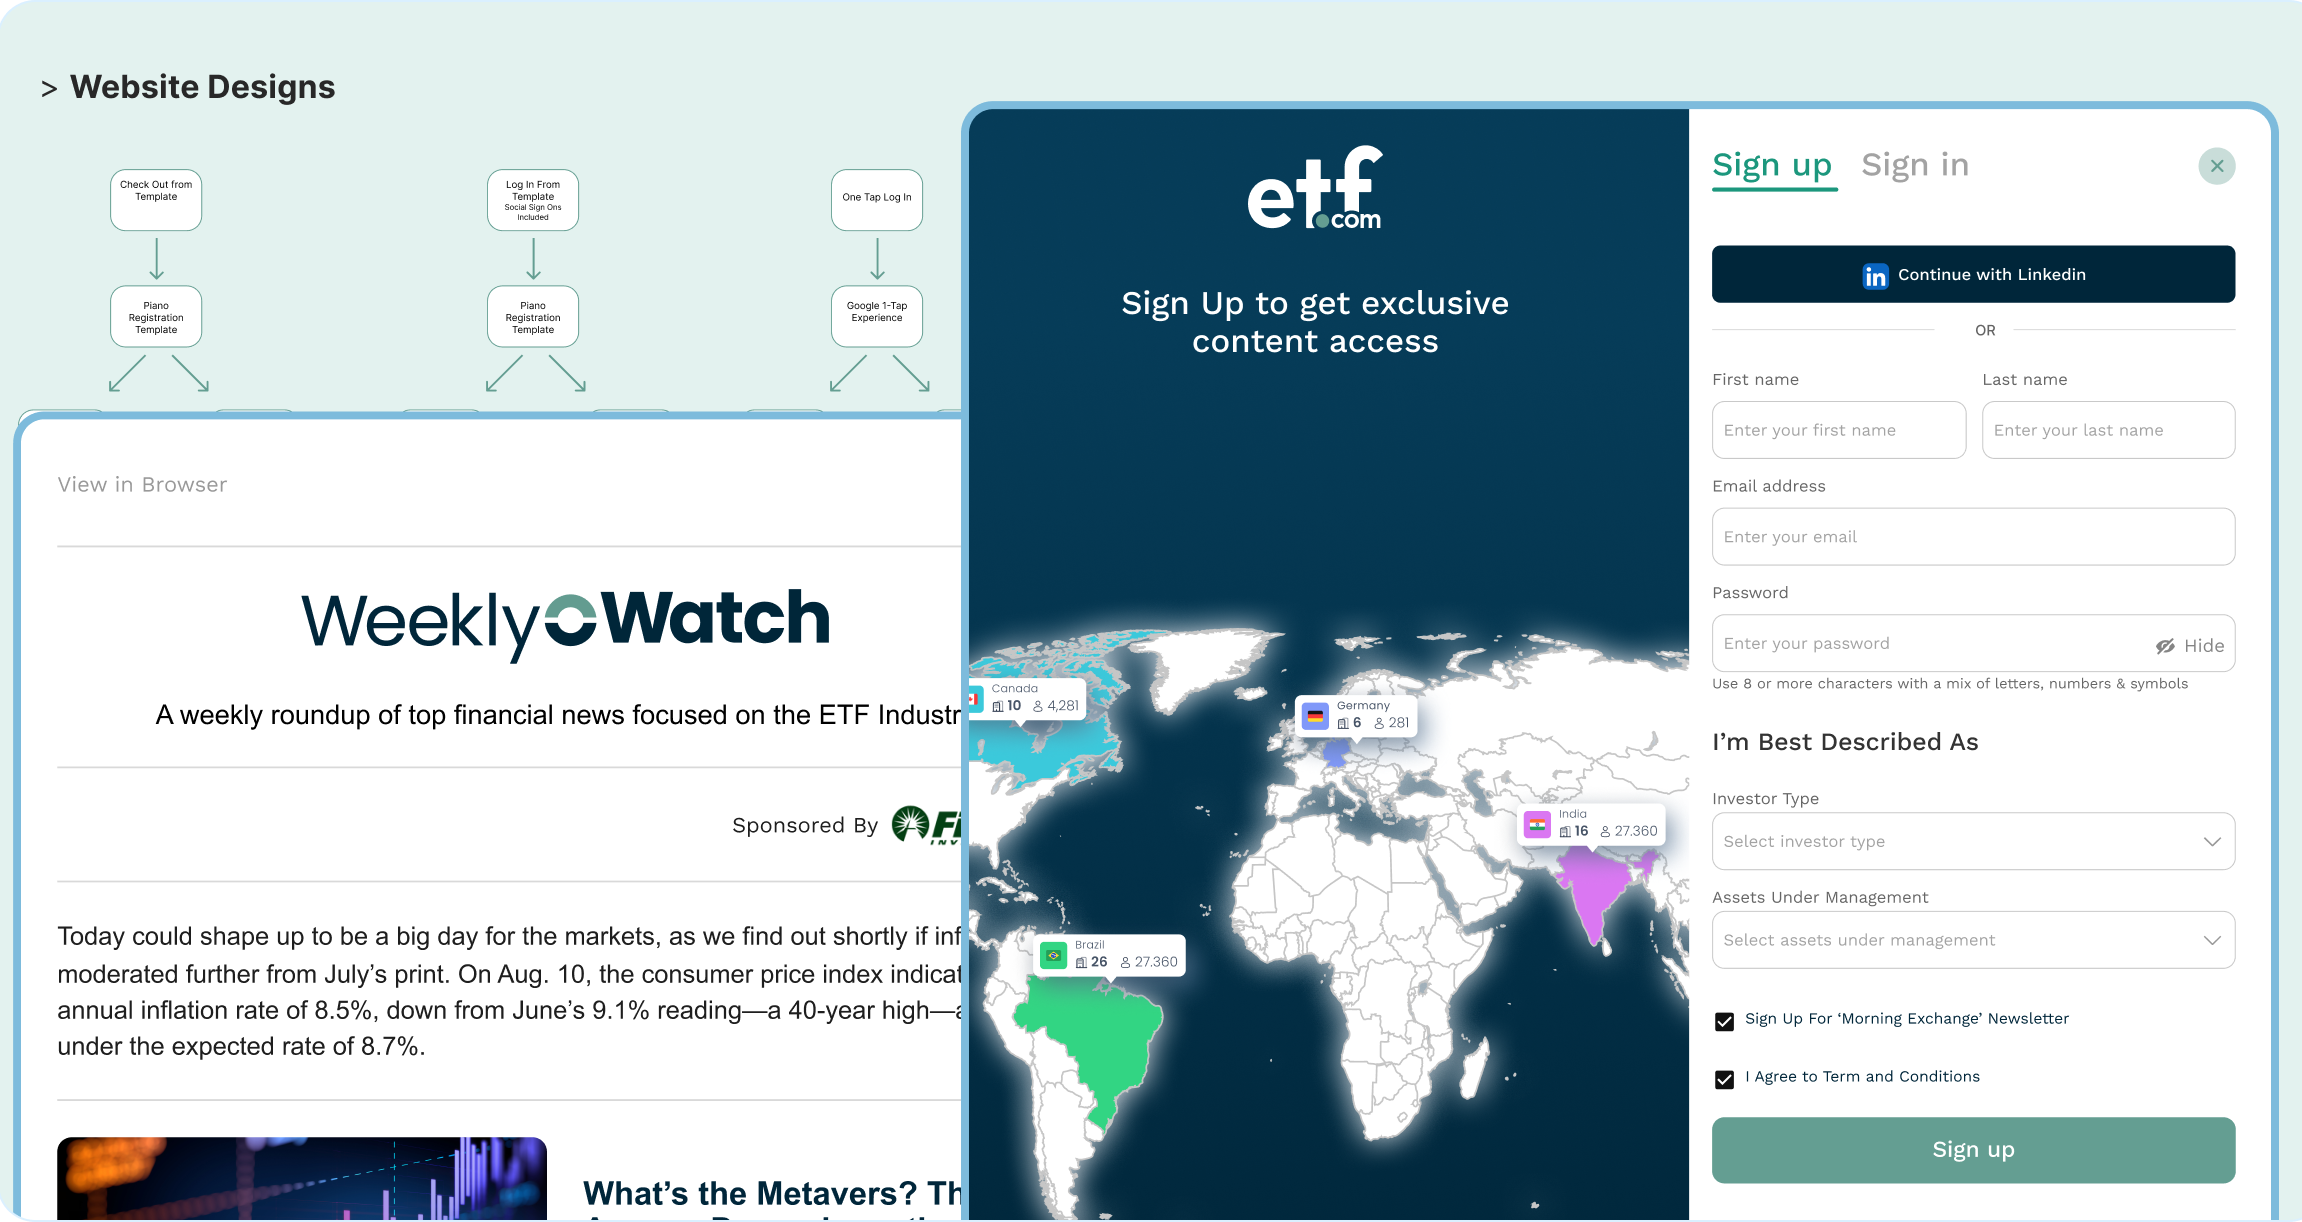 > Website Designs
Check Out from
Template
Piano
Registration
Template
Log In From
Template
Social Sign Ons
Included
Piano
Registration
Template
One Tap Log In
Google 1-Tap
Experience
View in Browser
Weekly Watch
A weekly roundup of top financial news focused on the ETF Industr
Sponsored By
Fi
INV
Today could shape up to be a big day for the markets, as we find out shortly if inf
moderated further from July’s print. On Aug. 10, the consumer price index indicat
annual inflation rate of 8.5%, down from June’s 9.1% reading—a 40-year high—a
under the expected rate of 8.7%.
What’s the Metavers? Th
etf
.com
Sign Up to get exclusive
content access
Canada
10 4,281
Germany
6 281
India
16 27.360
Brazil
26 27.360
Sign up Sign in
in Continue with Linkedin
OR
First name Last name
Enter your first name Enter your last name
Email address
Enter your email
Password
Enter your password Hide
Use 8 or more characters with a mix of letters, numbers & symbols
I’m Best Described As
Investor Type
Select investor type
Assets Under Management
Select assets under management
Sign Up For ‘Morning Exchange’ Newsletter
I Agree to Term and Conditions
Sign up